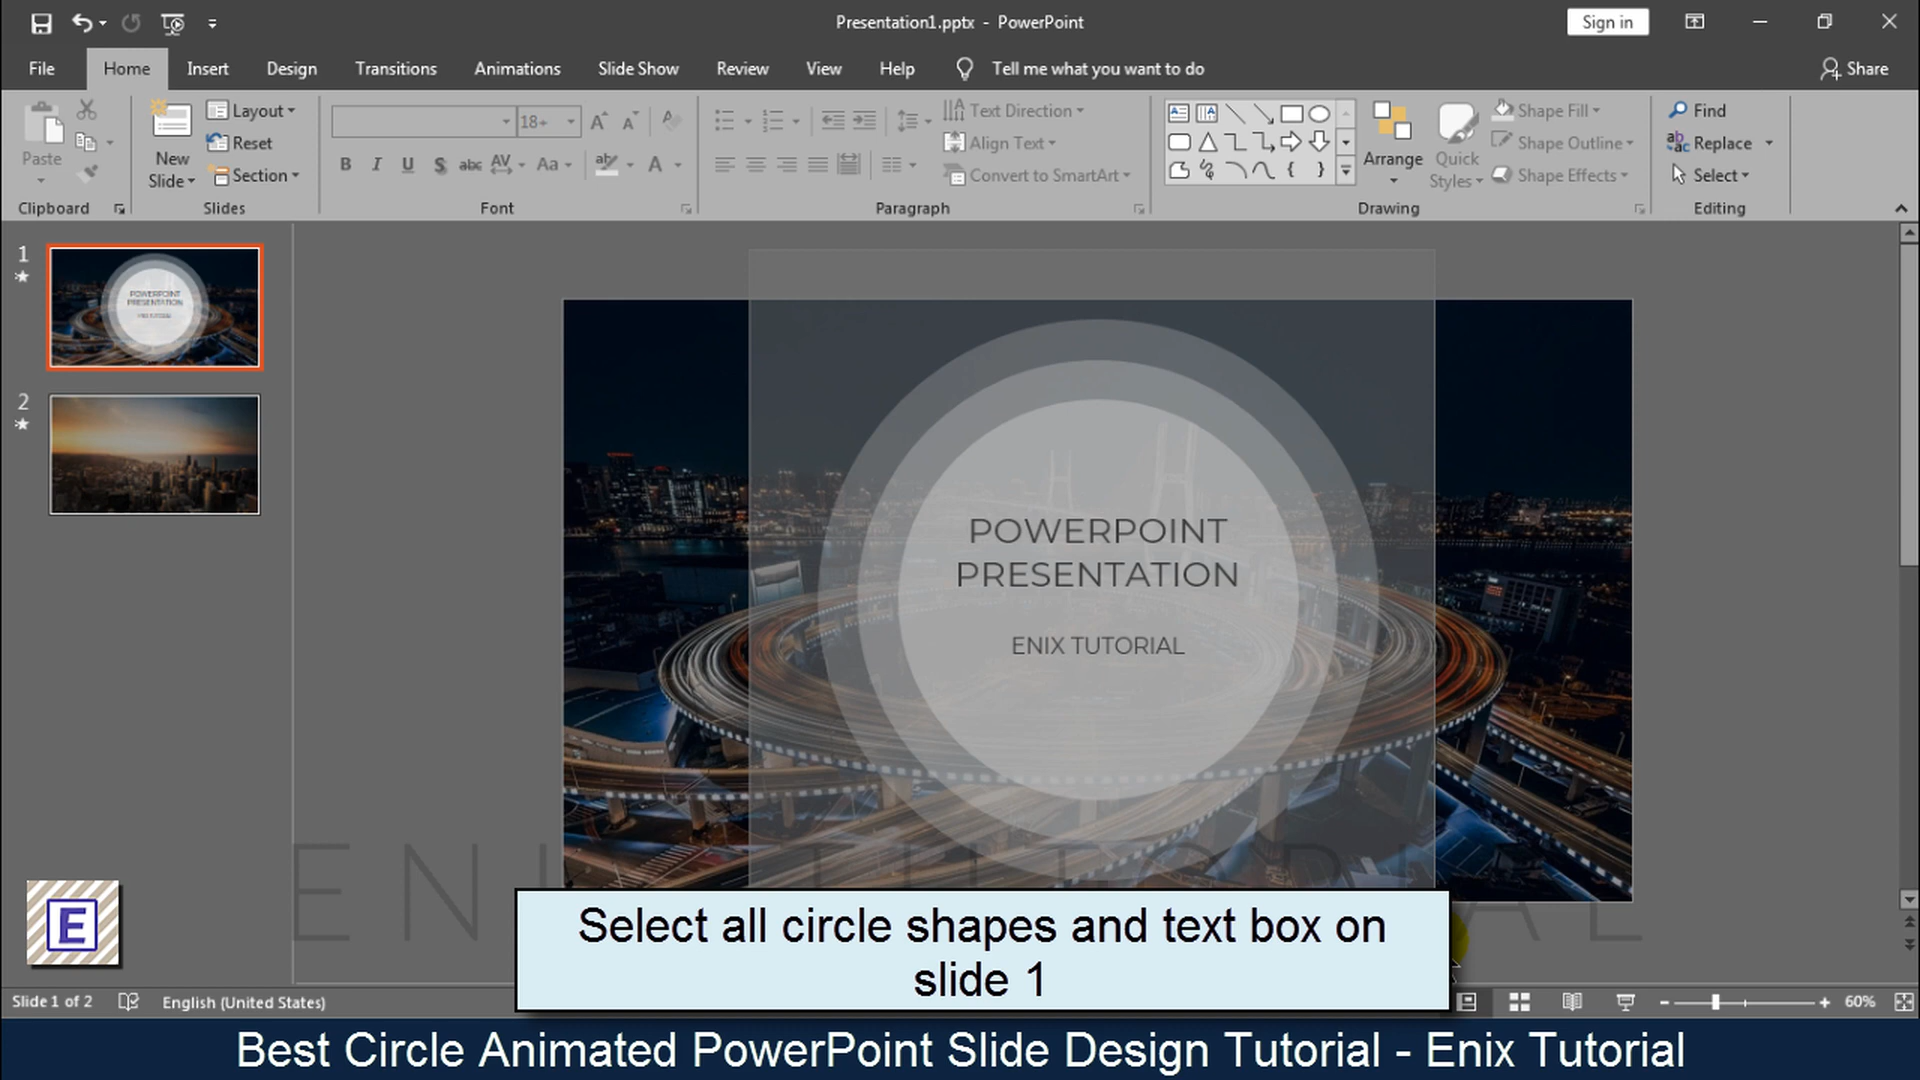 Presentation1.pptx - PowerPoint
Sign in
File Home Insert Design Transitions Animations Slide Show Review View Help Tell me what you want to do Share
Paste
Clipboard
New Slide
Layout
Reset
Section
Slides
18+
B I U S abc AV Aa A
Font
Text Direction
Align Text
Convert to SmartArt
Paragraph
Arrange
Quick Styles
Shape Fill
Shape Outline
Shape Effects
Drawing
Find
Replace
Select
Editing
1
POWERPOINT
PRESENTATION
2
POWERPOINT
PRESENTATION
ENIX TUTORIAL
ENIX TUTORIAL
E
Select all circle shapes and text box on
slide 1
Slide 1 of 2 English (United States) 60%
Best Circle Animated PowerPoint Slide Design Tutorial - Enix Tutorial